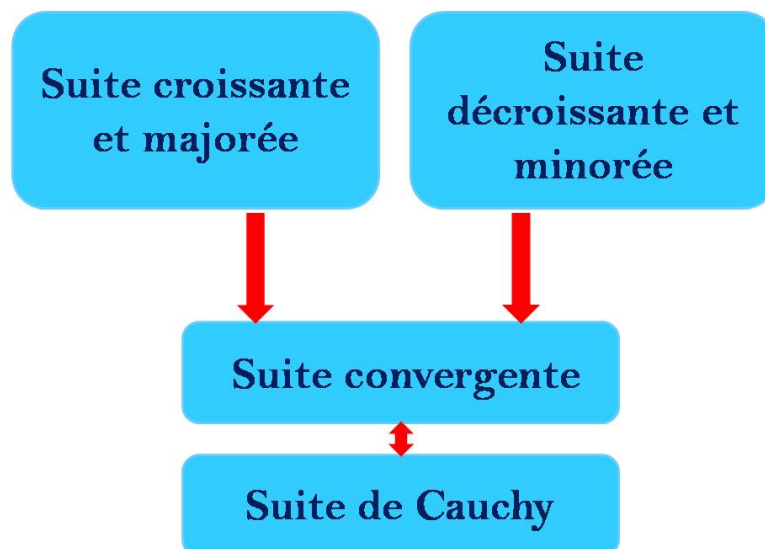 Suite croissante
et majorée
Suite
décroissante et
minorée
Suite convergente
Suite de Cauchy